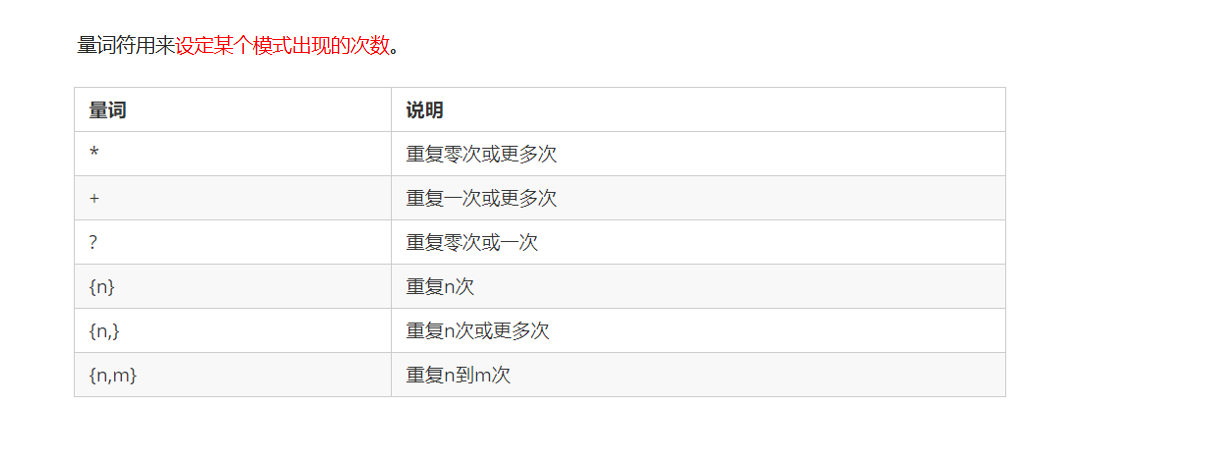 量词符用来设定某个模式出现的次数。
量词 说明
* 重复零次或更多次
+ 重复一次或更多次
? 重复零次或一次
{n} 重复n次
{n,} 重复n次或更多次
{n,m} 重复n到m次